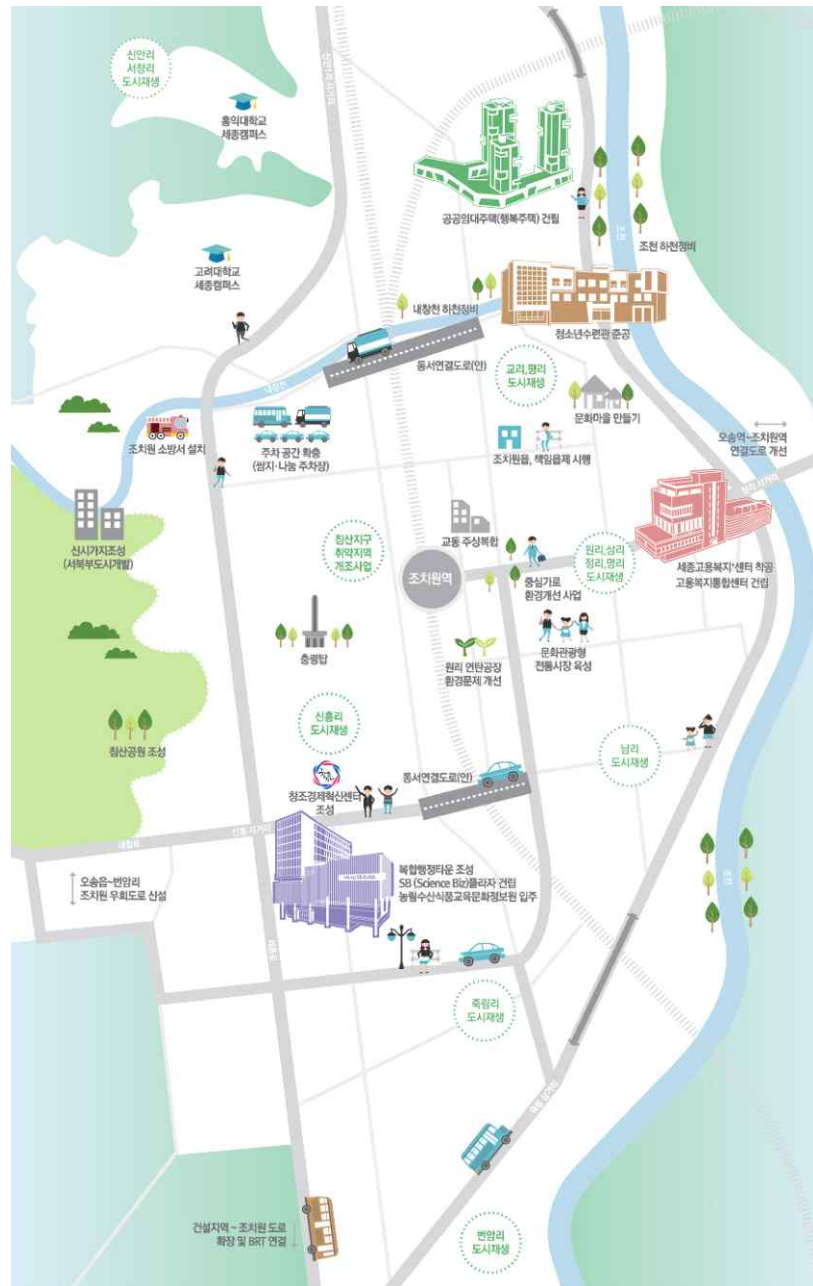 신안리
서창리
도시재생
홍익대학교
세종캠퍼스
공공임대주택(행복주택) 건립
조천
조천 하천정비
고려대학교
세종캠퍼스
내창천 하천정비
청소년수련관 준공
동서연결도로(안)
교리,평리
도시재생
내창천
문화마을 만들기
조치원 소방서 설치
주차 공간 확충
(쌈지·나눔 주차장)
조치원읍, 책임읍제 시행
오송역~조치원역
연결도로 개선
신시가지조성
(서북부도시개발)
침산지구
취약지역
개조사업
교동 주상복합
조치원역
중심가로
환경개선 사업
원리,상리
정리,명리
도시재생
세종고용복지⁺센터 착공
고용복지통합센터 건립
충령탑
원리 연탄공장
환경문제 개선
문화관광형
전통시장 육성
신흥리
도시재생
남리
도시재생
침산공원 조성
창조경제혁신센터
조성
동서연결도로(안)
신흥 사거리
오송읍~번암리
조치원 우회도로 신설
복합행정타운 조성
SB (Science Biz)플라자 건립
농림수산식품교육문화정보원 입주
세종로
조천
죽림리
도시재생
건설지역 ~ 조치원 도로
확장 및 BRT 연결
번암리
도시재생